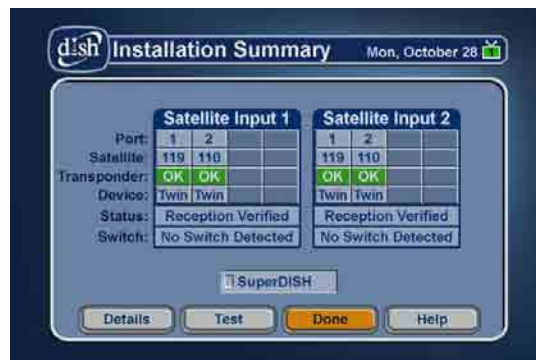 dish Installation Summary Mon, October 28 1
Satellite Input 1 Satellite Input 2
Port: 1 2 1 2
Satellite: 119 110 119 110
Transponder: OK OK OK OK
Device: Twin Twin Twin Twin
Status: Reception Verified Reception Verified
Switch: No Switch Detected No Switch Detected
SuperDISH
Details Test Done Help